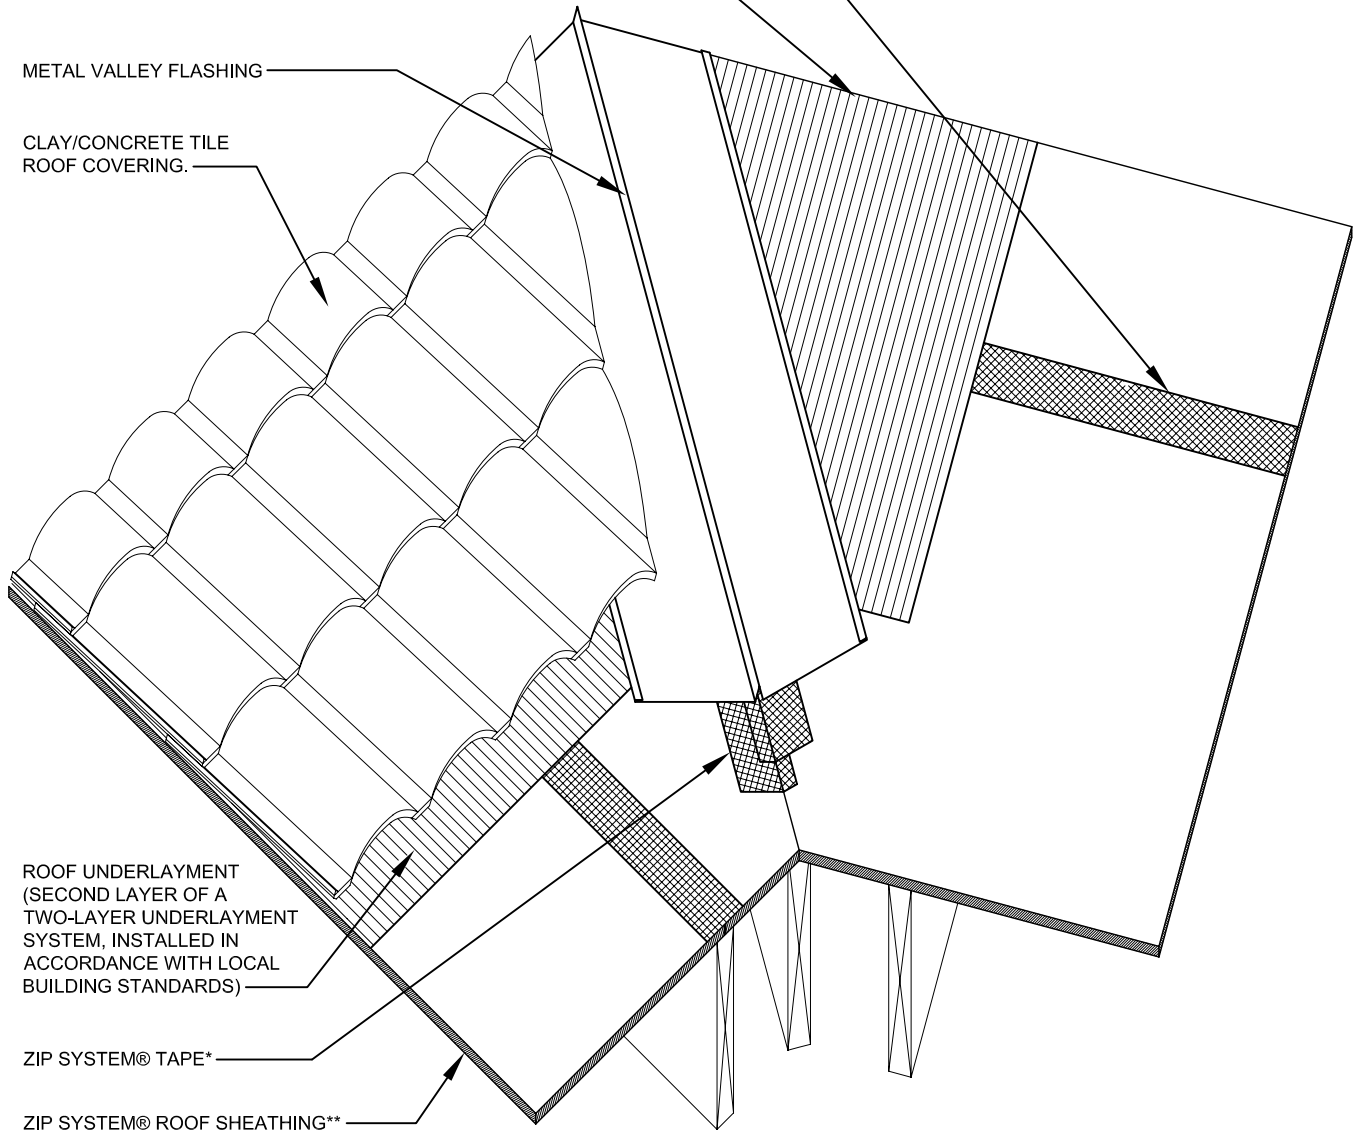 METAL VALLEY FLASHING
CLAY/CONCRETE TILE
ROOF COVERING.
ROOF UNDERLAYMENT
(SECOND LAYER OF A
TWO-LAYER UNDERLAYMENT
SYSTEM, INSTALLED IN
ACCORDANCE WITH LOCAL
BUILDING STANDARDS)
ZIP SYSTEM® TAPE*
ZIP SYSTEM® ROOF SHEATHING**